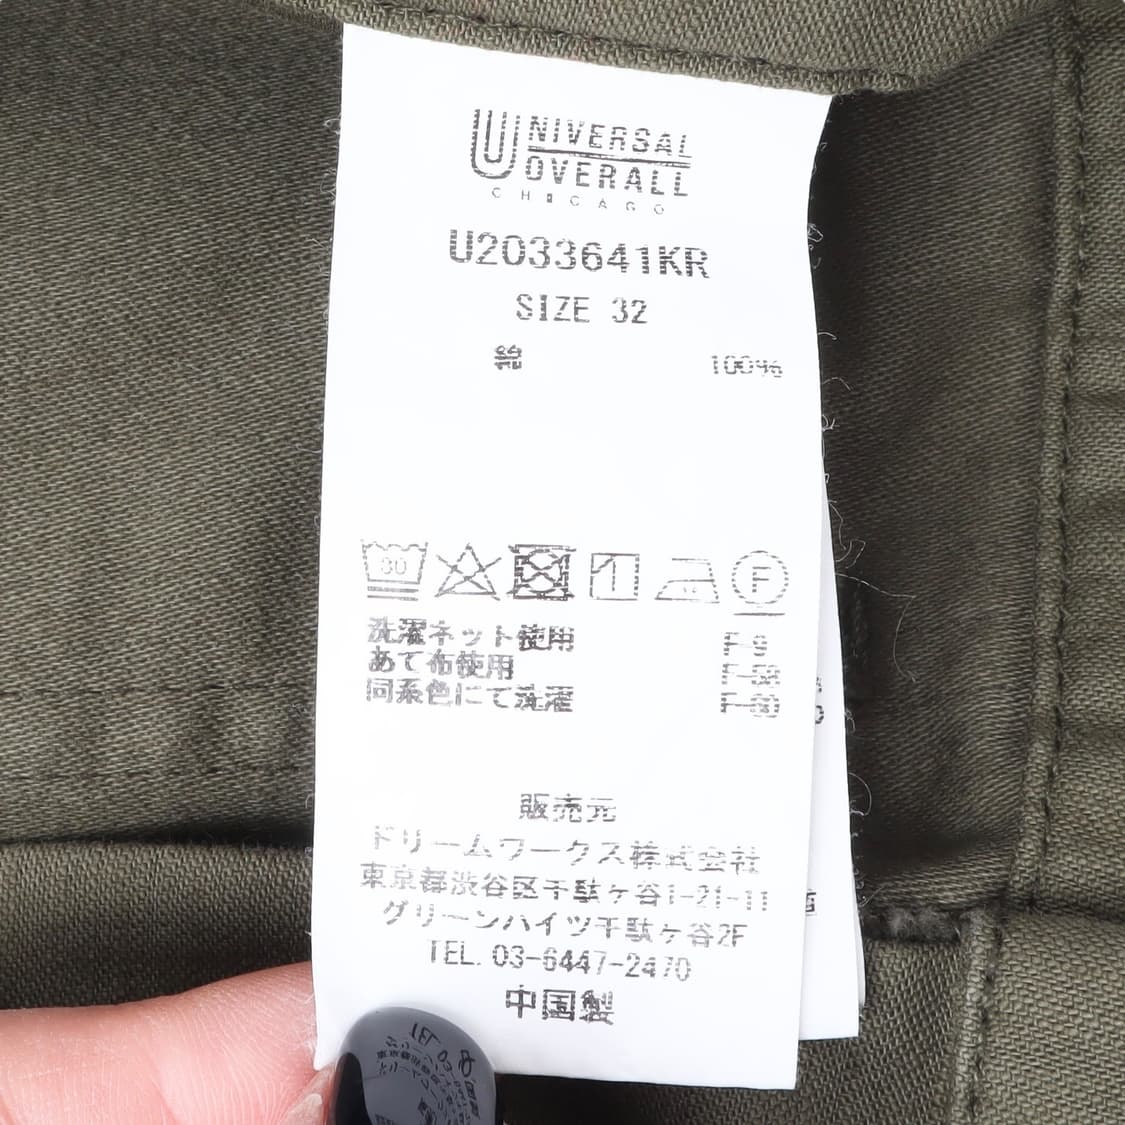 UNIVERSAL
OVERALL
CHICAGO
U2033641KR
SIZE 32
綿 100%
30
F
洗濯ネット使用 F-9
あて布使用
同系色にて洗濯
販売元
ドリームワークス株式会社
東京都渋谷区千駄ヶ谷1-21-11
グリーンハイツ千駄ヶ谷2F
TEL. 03-6447-2470
中国製